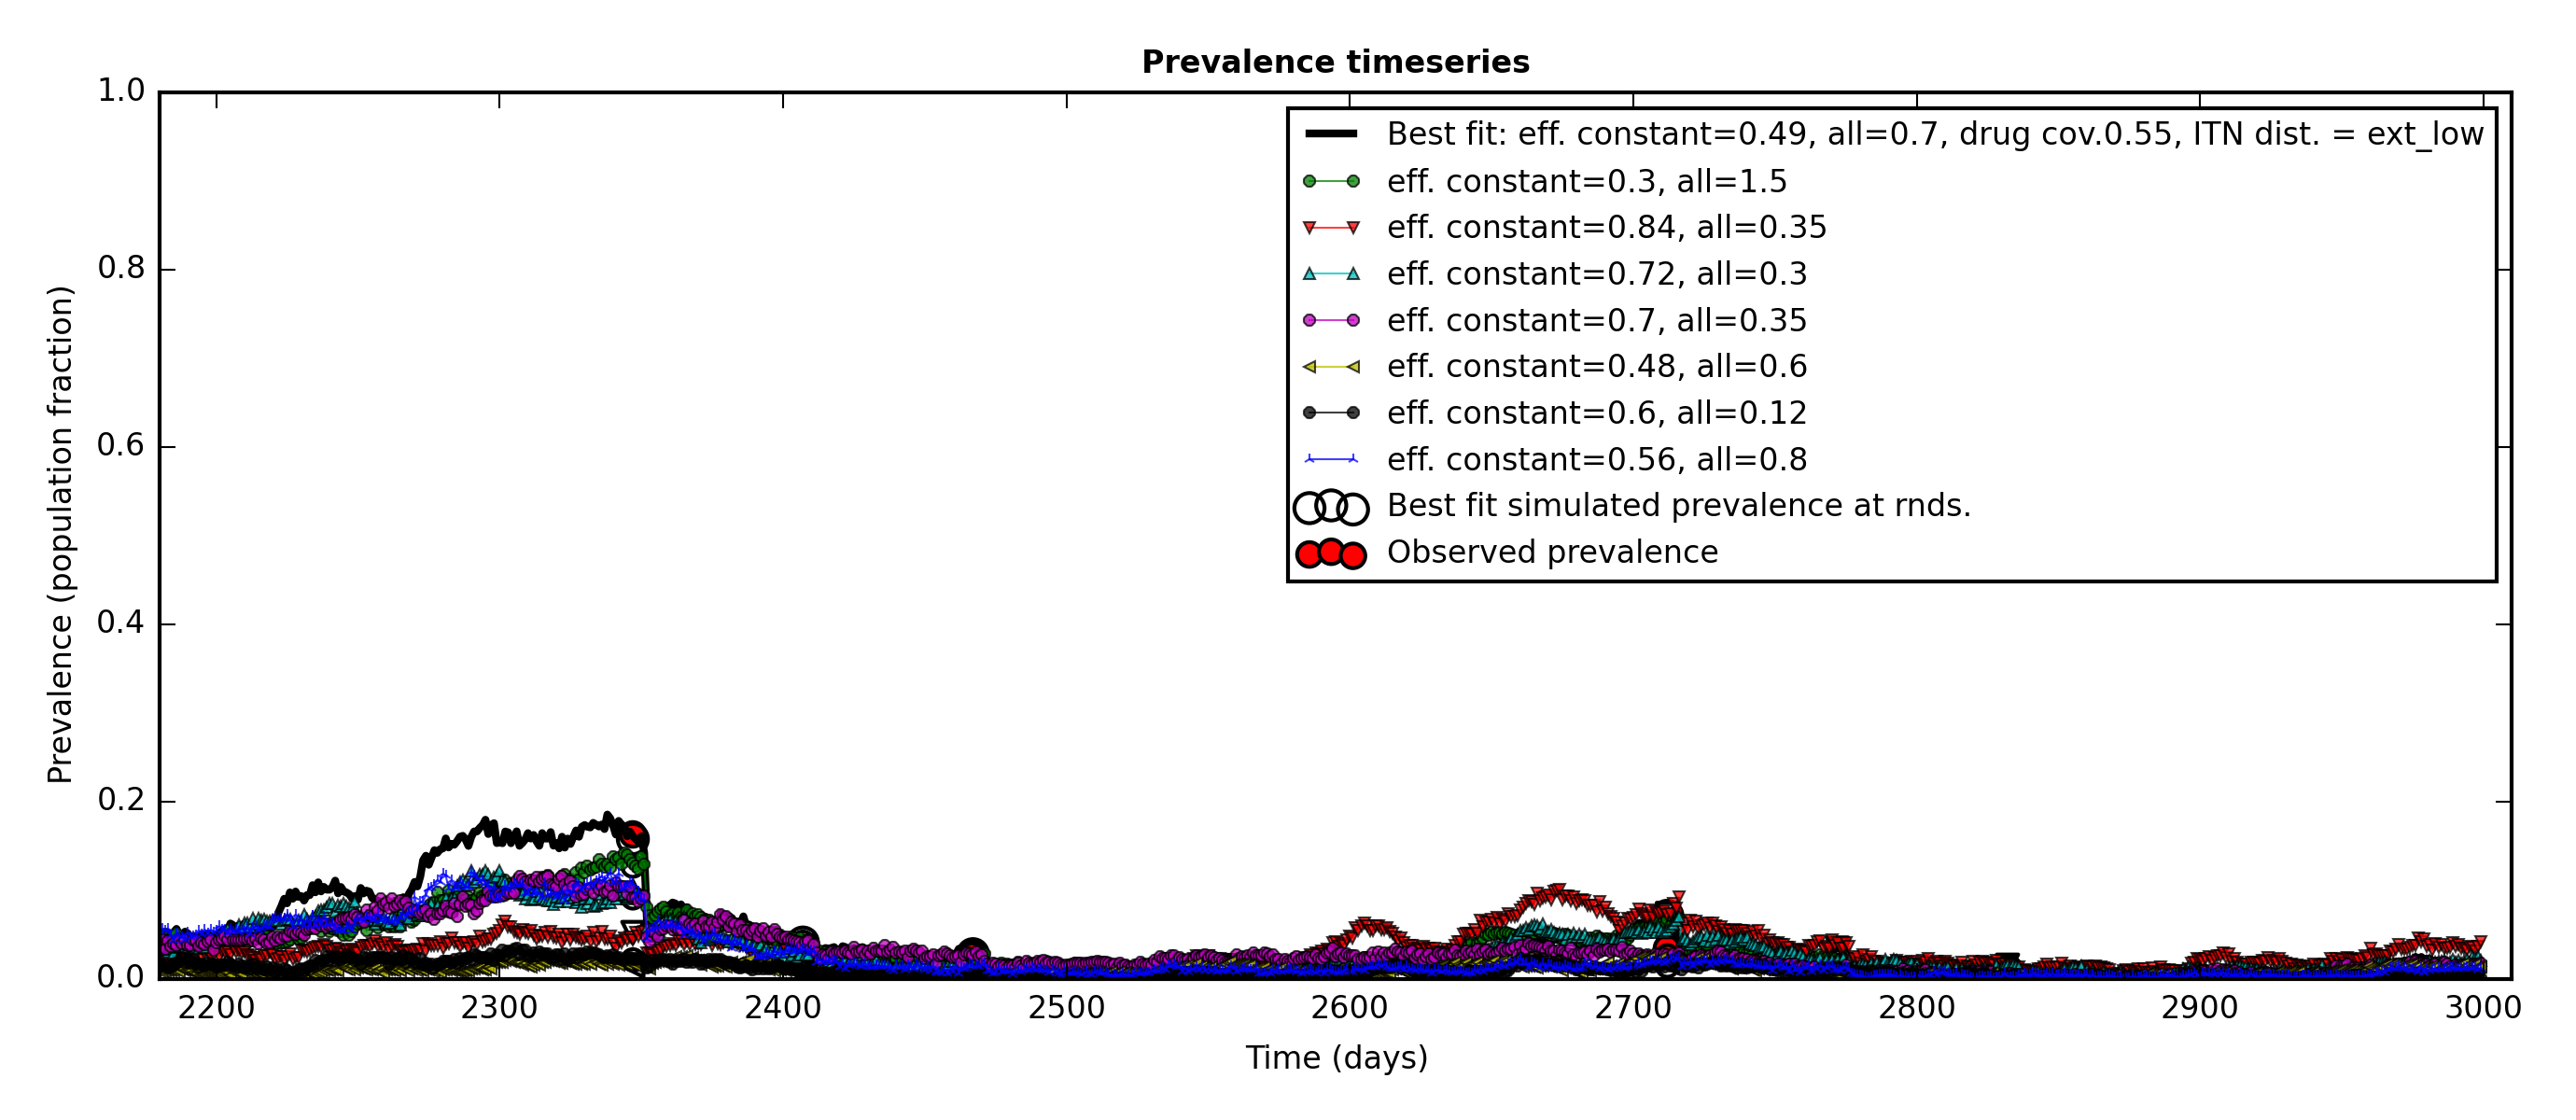 Prevalence timeseries
Prevalence (population fraction)
1.0
0.8
0.6
0.4
0.2
0.0
Best fit: eff. constant=0.49, all=0.7, drug cov.0.55, ITN dist. = ext_low
eff. constant=0.3, all=1.5
eff. constant=0.84, all=0.35
eff. constant=0.72, all=0.3
eff. constant=0.7, all=0.35
eff. constant=0.48, all=0.6
eff. constant=0.6, all=0.12
eff. constant=0.56, all=0.8
Best fit simulated prevalence at rnds.
Observed prevalence
2200 2300 2400 2500 2600 2700 2800 2900 3000
Time (days)